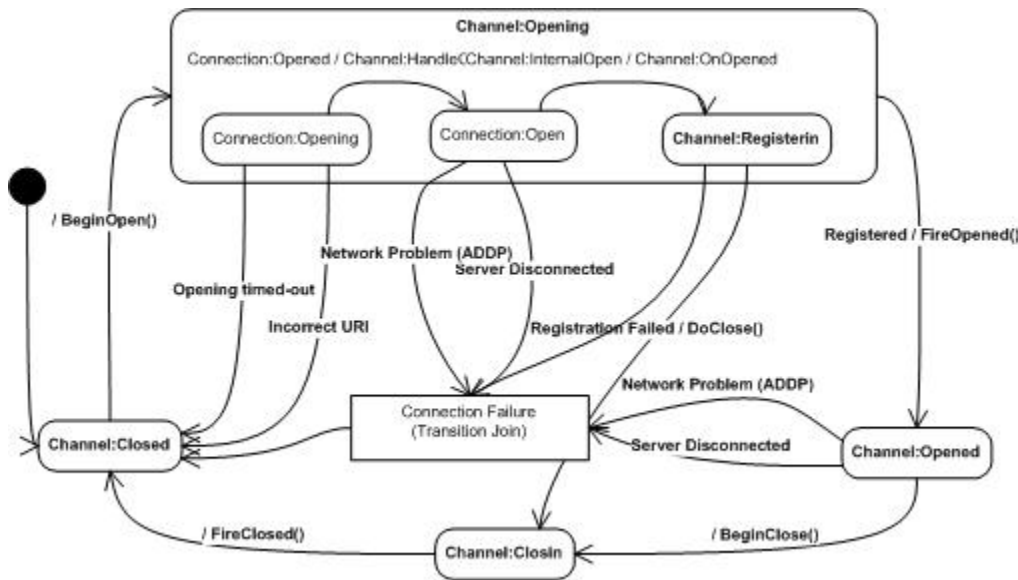 Channel:Opening
Connection:Opened / Channel:HandleO
Channel:InternalOpen / Channel:OnOpened
Connection:Opening
Connection:Open
Channel:Registerin
/ BeginOpen()
Registered / FireOpened()
Network Problem (ADDP)
Server Disconnected
Opening timed-out
Incorrect URI
Registration Failed / DoClose()
Network Problem (ADDP)
Connection Failure
(Transition Join)
Channel:Closed
Server Disconnected
Channel:Opened
/ FireClosed()
/ BeginClose()
Channel:ClosIn